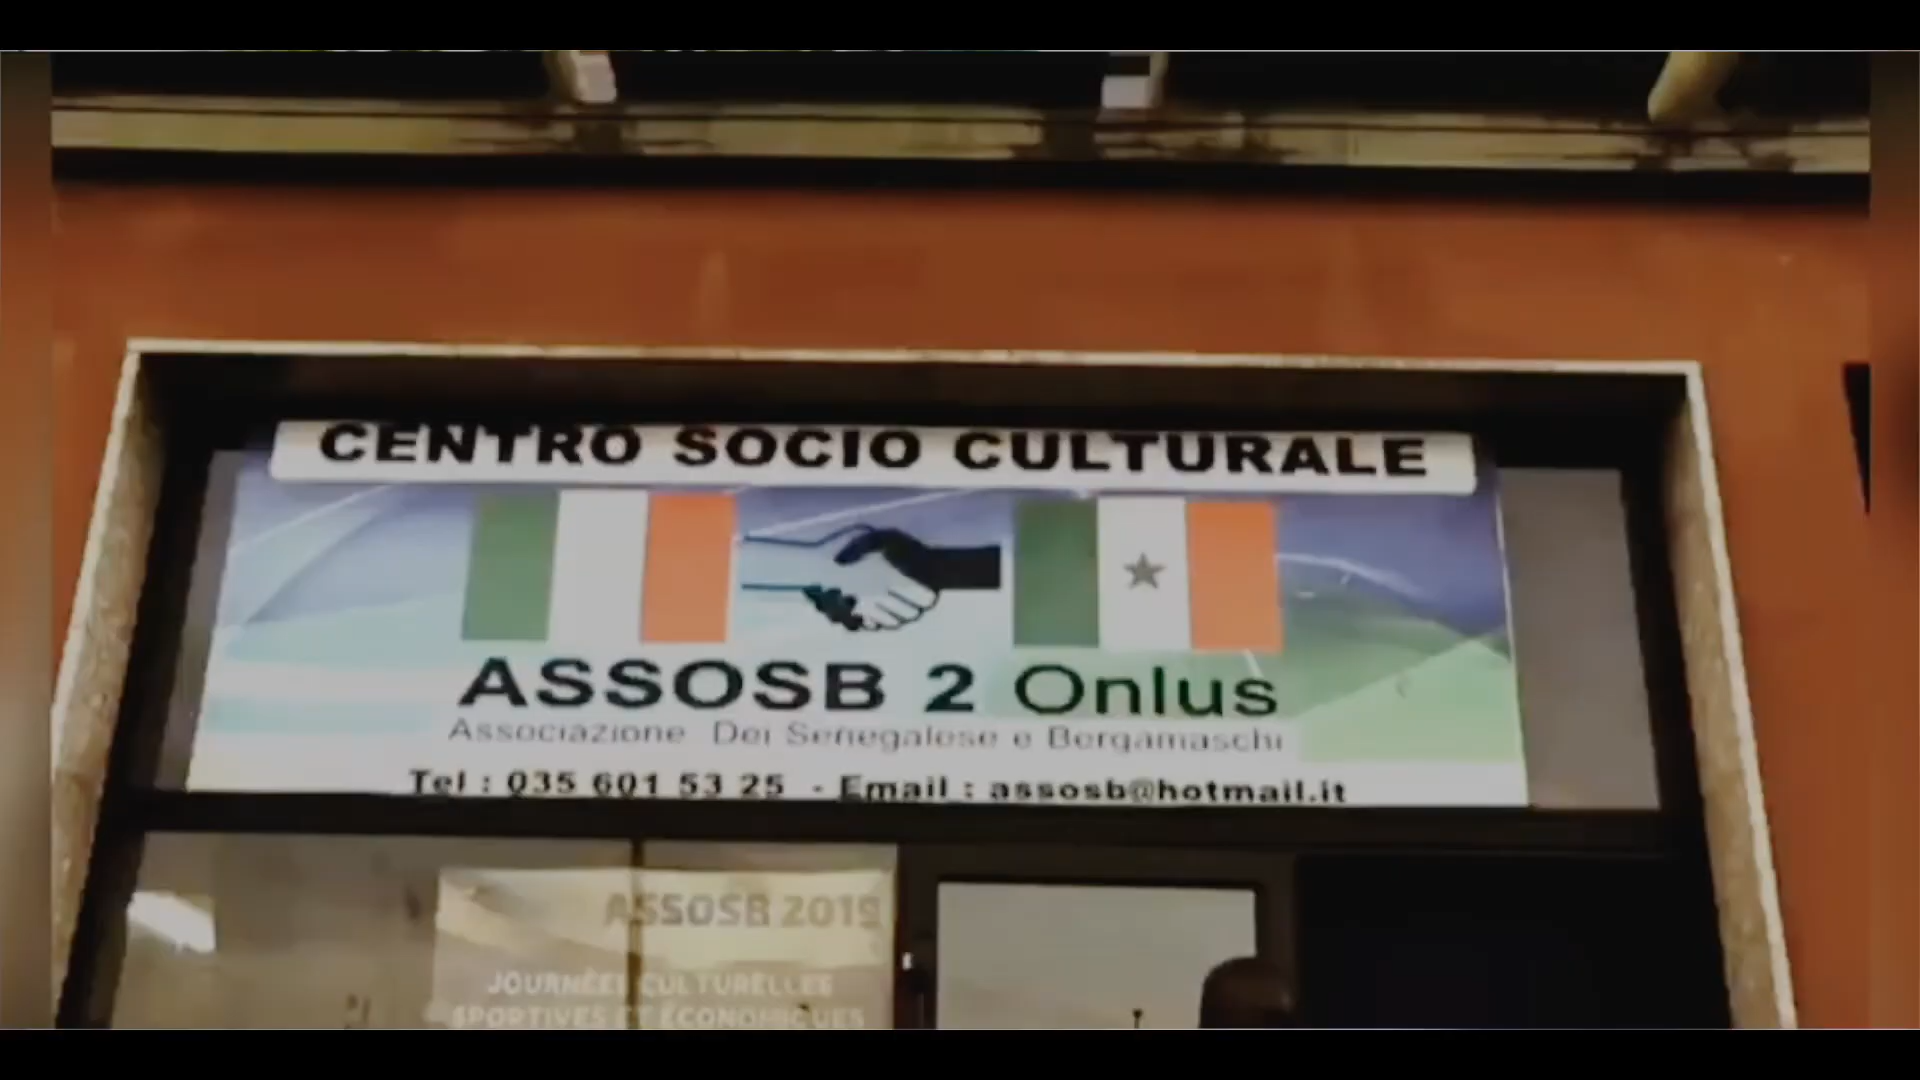 CENTRO SOCIO CULTURALE
ASSOSB 2 Onlus
Associazione Dei Senegalese e Bergamaschi
Tel : 035 601 53 25 - Email : assosb@hotmail.it
ASSOSB 2019
JOURNÉES CULTURELLES
SPORTIVES ET ÉCONOMIQUES